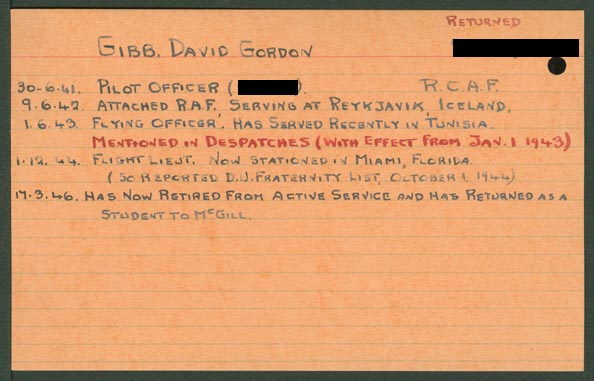 RETURNED
GIBB, DAVID GORDON
30-6-41. PILOT OFFICER ( ). R.C.A.F.
9.6.42. ATTACHED R.A.F. SERVING AT REYKJAVIK, ICELAND,
1.6.43. FLYING OFFICER. HAS SERVED RECENTLY IN TUNISIA.
MENTIONED IN DESPATCHES (WITH EFFECT FROM JAN. 1 1943)
1.12.44. FLIGHT LIEUT. NOW STATIONED IN MIAMI, FLORIDA.
(SO REPORTED D.U. FRATERNITY LIST, OCTOBER 1, 1944)
17.3.46. HAS NOW RETIRED FROM ACTIVE SERVICE AND HAS RETURNED AS A
STUDENT TO MCGILL.